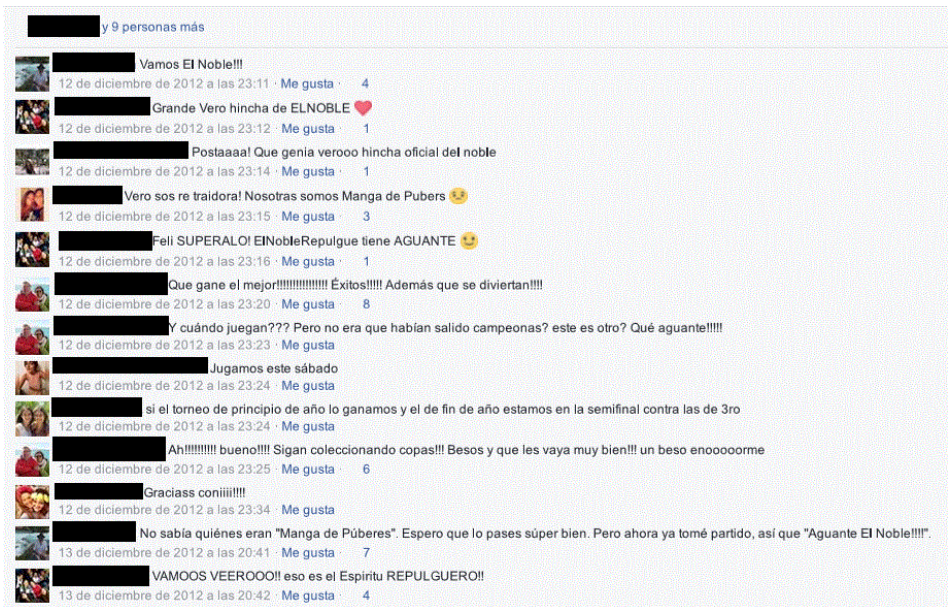 y 9 personas más
Vamos El Noble!!!
12 de diciembre de 2012 a las 23:11 · Me gusta · 4
Grande Vero hincha de ELNOBLE ❤
12 de diciembre de 2012 a las 23:12 · Me gusta · 1
Postaaaa! Que genia verooo hincha oficial del noble
12 de diciembre de 2012 a las 23:14 · Me gusta · 1
Vero sos re traidora! Nosotras somos Manga de Pubers
12 de diciembre de 2012 a las 23:15 · Me gusta · 3
Feli SUPERALO! ElNobleRepulgue tiene AGUANTE
12 de diciembre de 2012 a las 23:16 · Me gusta · 1
Que gane el mejor!!!!!!!!!!!!!!!! Éxitos!!!!! Además que se diviertan!!!!
12 de diciembre de 2012 a las 23:20 · Me gusta · 8
Y cuándo juegan??? Pero no era que habían salido campeonas? este es otro? Qué aguante!!!!!
12 de diciembre de 2012 a las 23:23 · Me gusta
Jugamos este sábado
12 de diciembre de 2012 a las 23:24 · Me gusta
si el torneo de principio de año lo ganamos y el de fin de año estamos en la semifinal contra las de 3ro
12 de diciembre de 2012 a las 23:24 · Me gusta
Ah!!!!!!!!!! bueno!!!! Sigan coleccionando copas!!! Besos y que les vaya muy bien!!! un beso enooooorme
12 de diciembre de 2012 a las 23:25 · Me gusta · 6
Graciass coniiii!!!!
12 de diciembre de 2012 a las 23:34 · Me gusta
No sabía quiénes eran "Manga de Púberes". Espero que lo pases súper bien. Pero ahora ya tomé partido, así que "Aguante El Noble!!!!".
13 de diciembre de 2012 a las 20:41 · Me gusta · 7
VAMOOS VEEROOO!! eso es el Espiritu REPULGUERO!!
13 de diciembre de 2012 a las 20:42 · Me gusta · 4